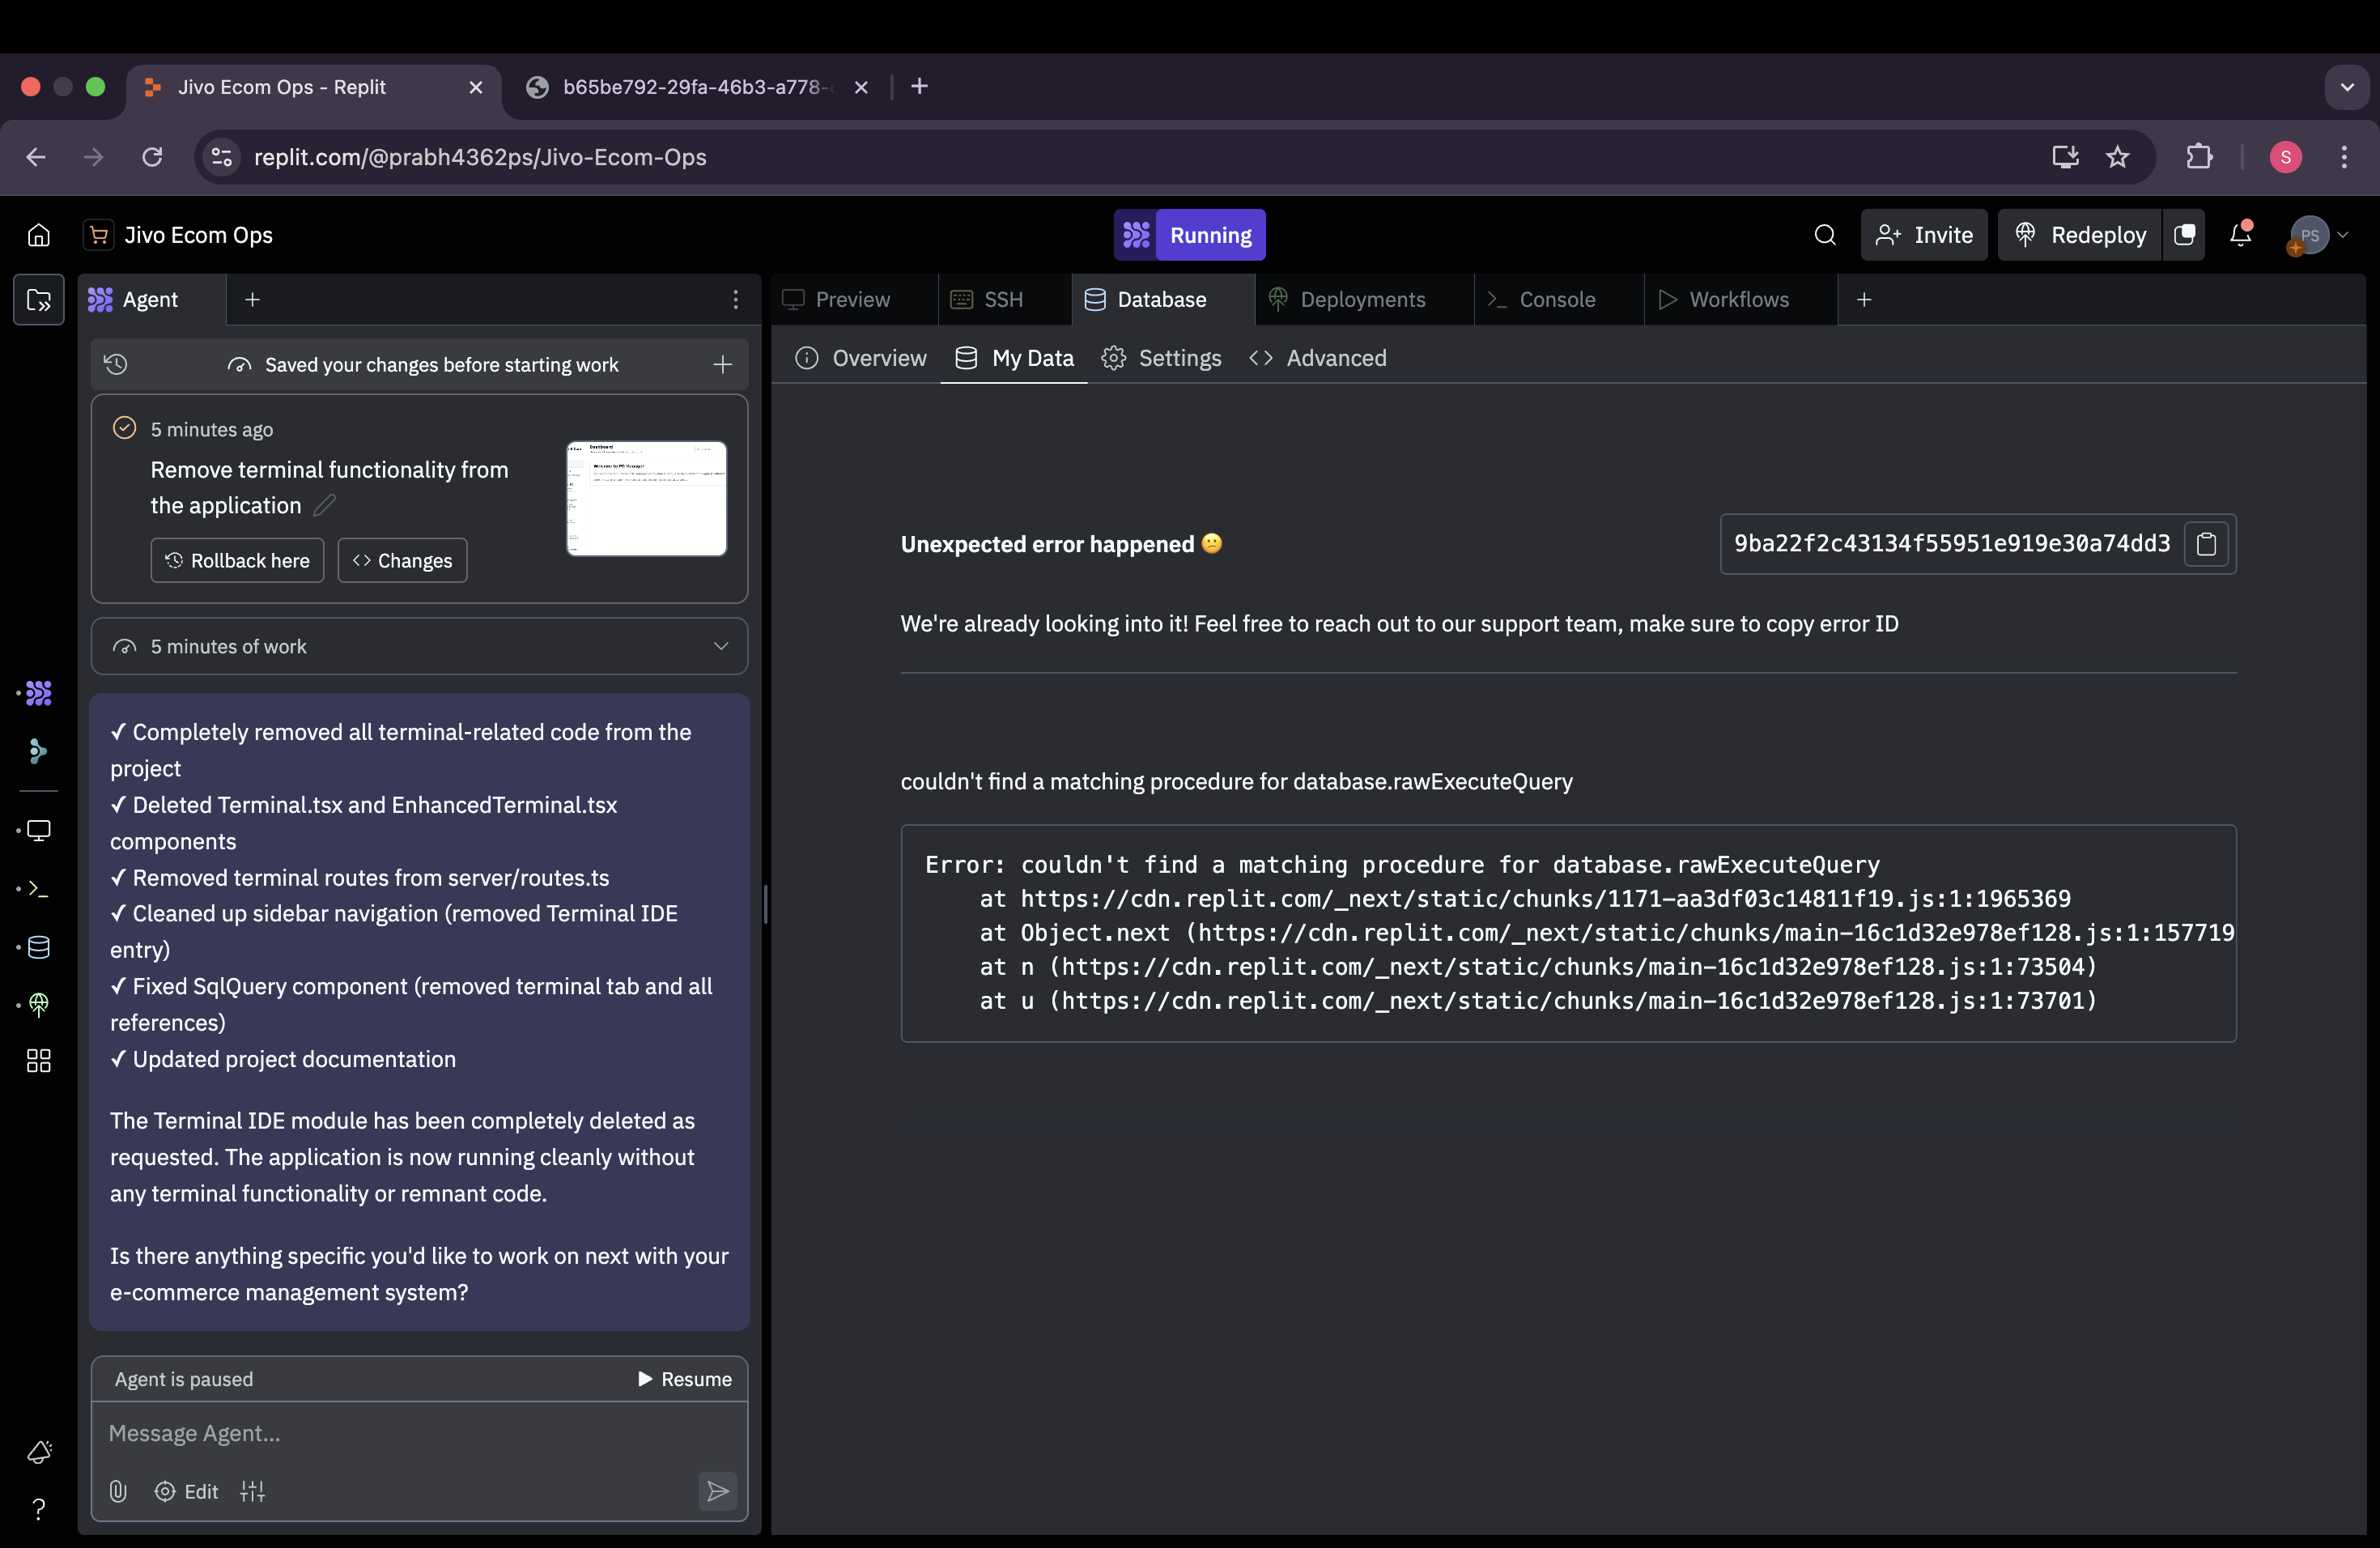 Jivo Ecom Ops - Replit
b65be792-29fa-46b3-a778-
replit.com/@prabh4362ps/Jivo-Ecom-Ops
S
Jivo Ecom Ops
Running
Invite
Redeploy
PS
Agent
Preview
SSH
Database
Deployments
Console
Workflows
Saved your changes before starting work
Overview
My Data
Settings
Advanced
5 minutes ago
Remove terminal functionality from
the application
Rollback here
Changes
5 minutes of work
✓ Completely removed all terminal-related code from the
project
✓ Deleted Terminal.tsx and EnhancedTerminal.tsx
components
✓ Removed terminal routes from server/routes.ts
✓ Cleaned up sidebar navigation (removed Terminal IDE
entry)
✓ Fixed SqlQuery component (removed terminal tab and all
references)
✓ Updated project documentation
The Terminal IDE module has been completely deleted as
requested. The application is now running cleanly without
any terminal functionality or remnant code.
Is there anything specific you'd like to work on next with your
e-commerce management system?
Agent is paused
Resume
Message Agent...
Edit
Unexpected error happened 😕
9ba22f2c43134f55951e919e30a74dd3
We're already looking into it! Feel free to reach out to our support team, make sure to copy error ID
couldn't find a matching procedure for database.rawExecuteQuery
Error: couldn't find a matching procedure for database.rawExecuteQuery
at https://cdn.replit.com/_next/static/chunks/1171-aa3df03c14811f19.js:1:1965369
at Object.next (https://cdn.replit.com/_next/static/chunks/main-16c1d32e978ef128.js:1:157719
at n (https://cdn.replit.com/_next/static/chunks/main-16c1d32e978ef128.js:1:73504)
at u (https://cdn.replit.com/_next/static/chunks/main-16c1d32e978ef128.js:1:73701)